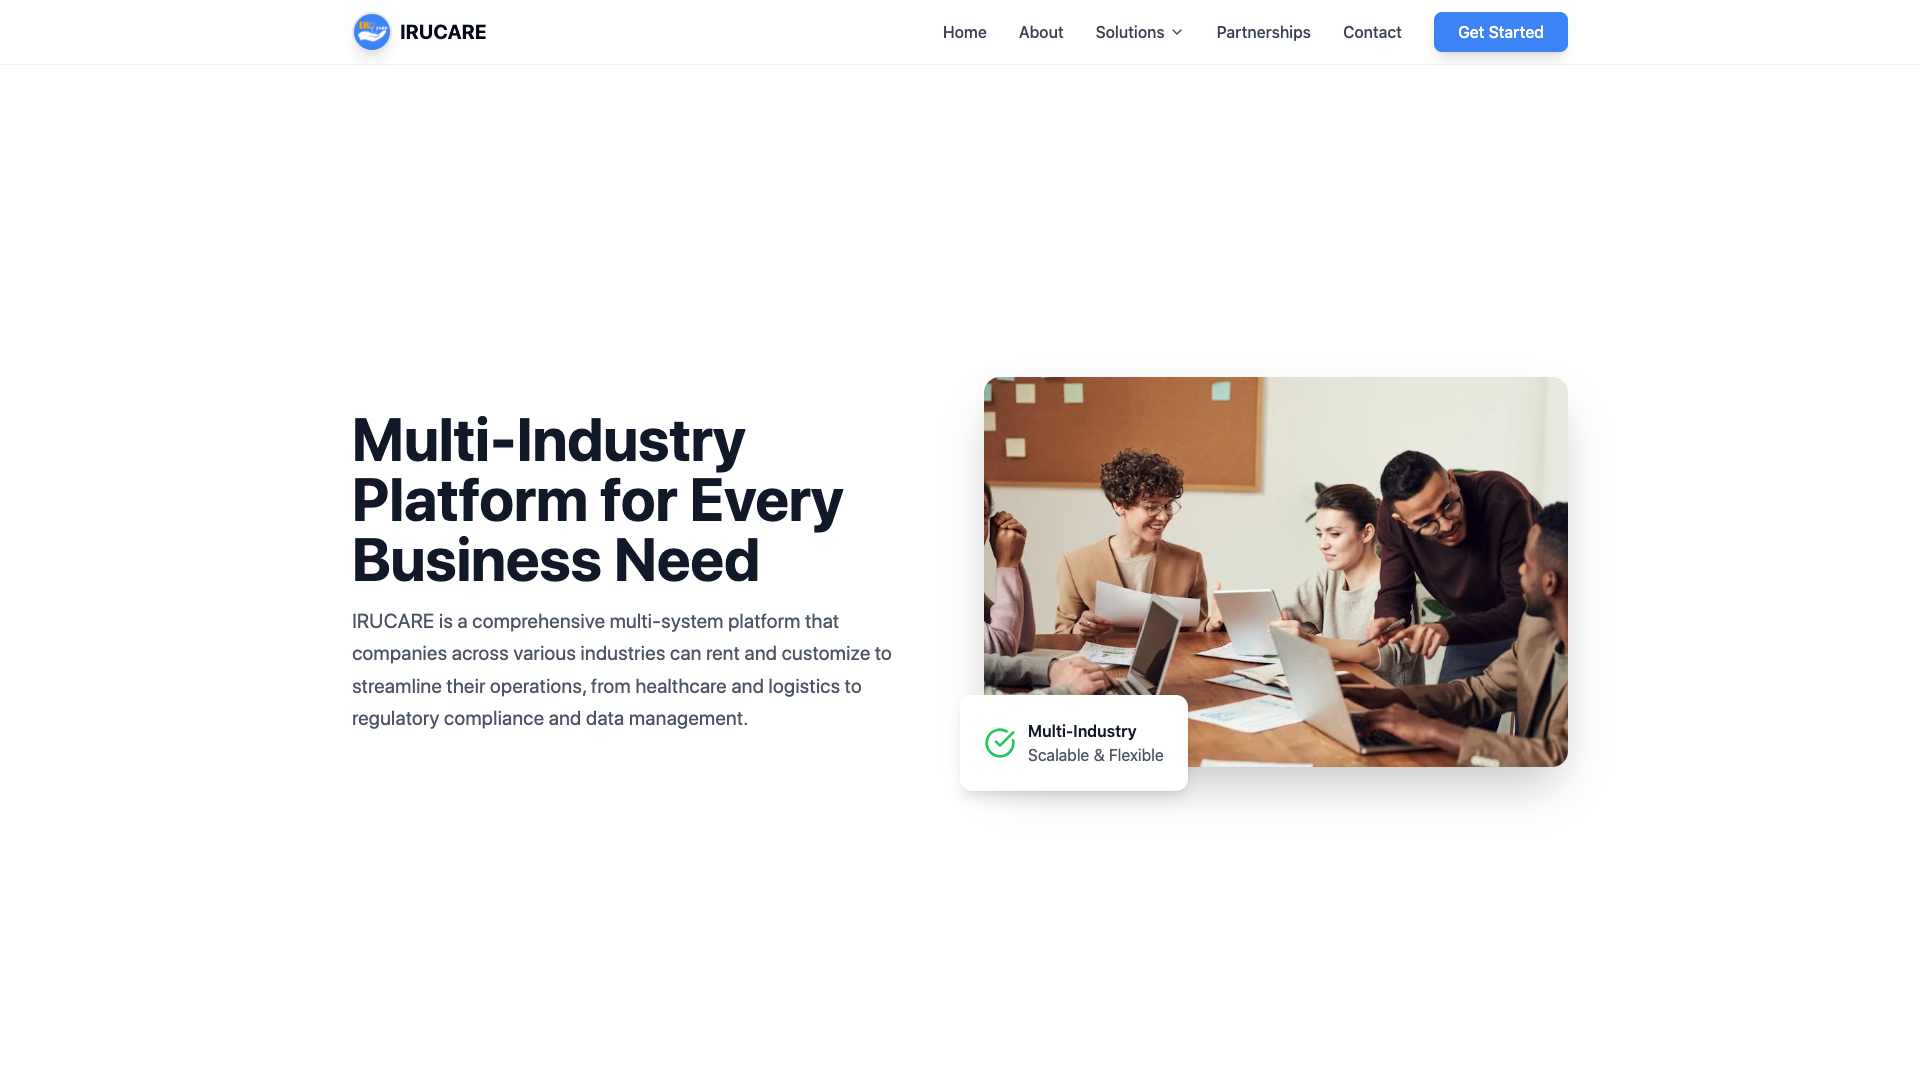 IRUCARE
Home
About
Solutions
Partnerships
Contact
Get Started
Multi-Industry
Platform for Every
Business Need
IRUCARE is a comprehensive multi-system platform that
companies across various industries can rent and customize to
streamline their operations, from healthcare and logistics to
regulatory compliance and data management.
Multi-Industry
Scalable & Flexible